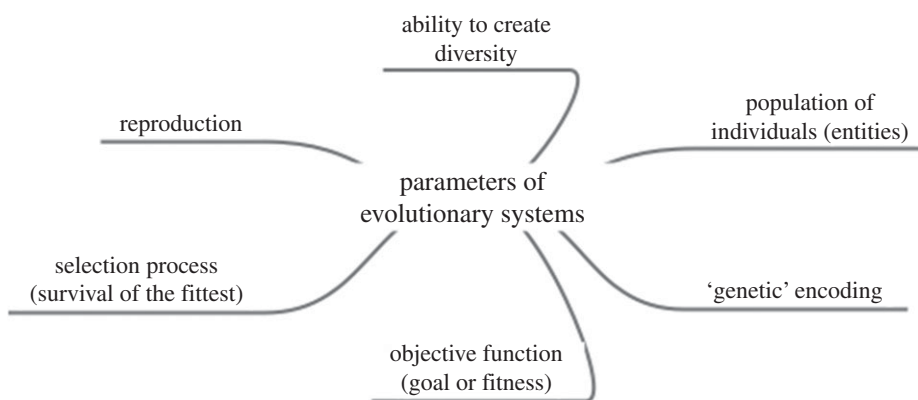 ability to create
diversity
reproduction
population of
individuals (entities)
parameters of
evolutionary systems
selection process
(survival of the fittest)
‘genetic’ encoding
objective function
(goal or fitness)